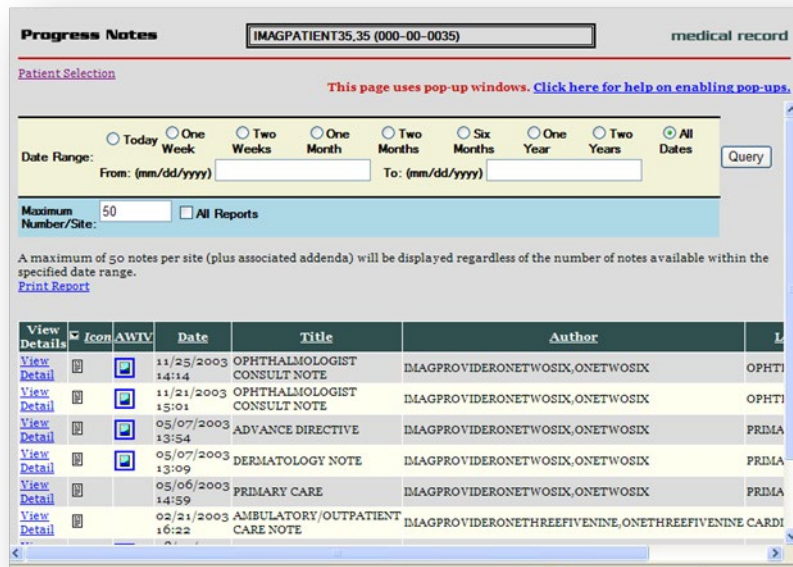 Progress Notes IMAGPATIENT35,35 (000-00-0035) medical record
Patient Selection
This page uses pop-up windows. Click here for help on enabling pop-ups.
Date Range: Today One Week Two Weeks One Month Two Months Six Months One Year Two Years All Dates Query
From: (mm/dd/yyyy) To: (mm/dd/yyyy)
Maximum Number/Site: 50 All Reports
A maximum of 50 notes per site (plus associated addenda) will be displayed regardless of the number of notes available within the
specified date range.
Print Report
View Details Icon AWIV Date Title Author
View Detail 11/25/2003 14:14 OPHTHALMOLOGIST CONSULT NOTE IMAGPROVIDERONETWOSIX,ONETWOSIX OPHTI
View Detail 11/21/2003 15:01 OPHTHALMOLOGIST CONSULT NOTE IMAGPROVIDERONETWOSIX,ONETWOSIX OPHTI
View Detail 05/07/2003 13:54 ADVANCE DIRECTIVE IMAGPROVIDERONETWOSIX,ONETWOSIX PRIMA
View Detail 05/07/2003 13:09 DERMATOLOGY NOTE IMAGPROVIDERONETWOSIX,ONETWOSIX PRIMA
View Detail 05/06/2003 14:59 PRIMARY CARE IMAGPROVIDERONETWOSIX,ONETWOSIX PRIMA
View Detail 02/21/2003 16:22 AMBULATORY/OUTPATIENT CARE NOTE IMAGPROVIDERONETHREEFIVENINE,ONETHREEFIVENINE CARDI